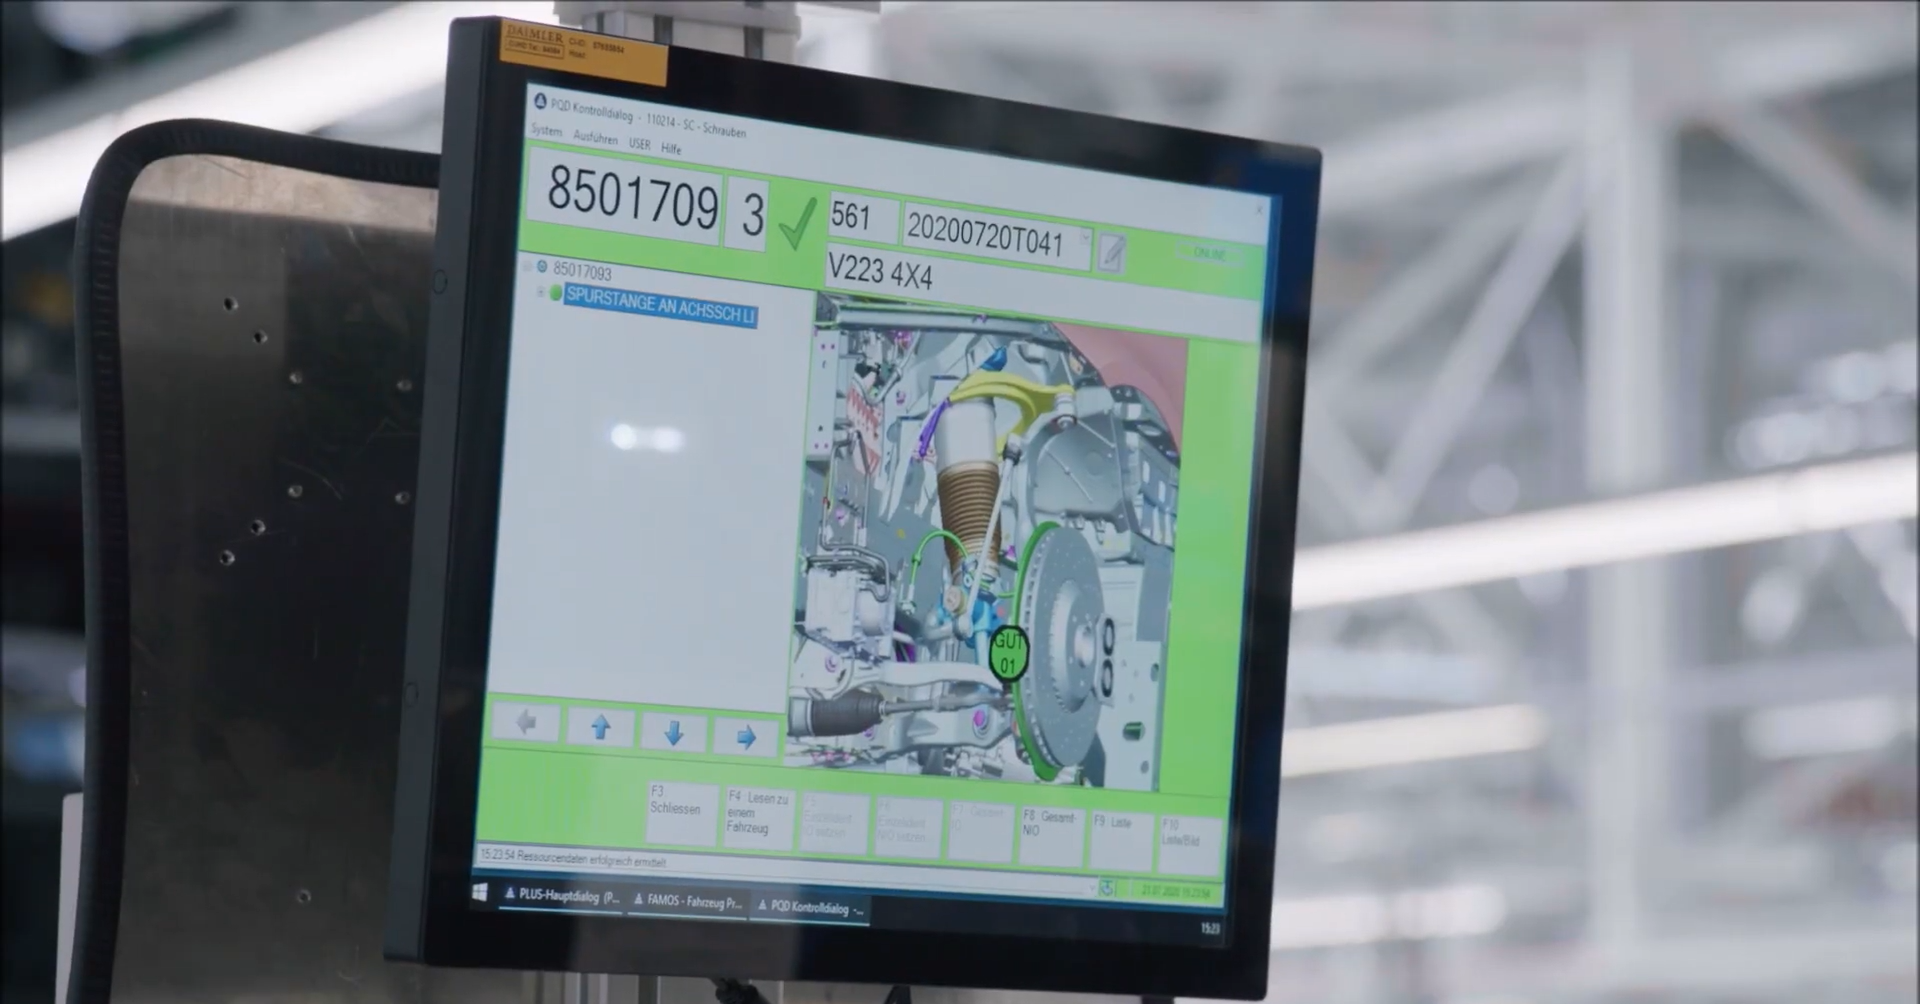 DAIMLER
PQD Kontrolldialog - 110214 - SC - Schrauben
System Ausführen USER Hilfe
8501709 3 561 20200720T041
ONLINE
V223 4X4
85017093
SPURSTANGE AN ACHSSCH LI
GUT
01
F3 Schliessen
F4 Lesen zu einem Fahrzeug
F8 Gesamt-NIO
F9 Liste
F10 Liste/Bild
15:23:54 Ressourcendaten erfolgreich ermittelt
21.07.2020 15:23:54
PLUS-Hauptdialog (P...
FAMOS - Fahrzeug Pr...
PQD Kontrolldialog -...
15:23